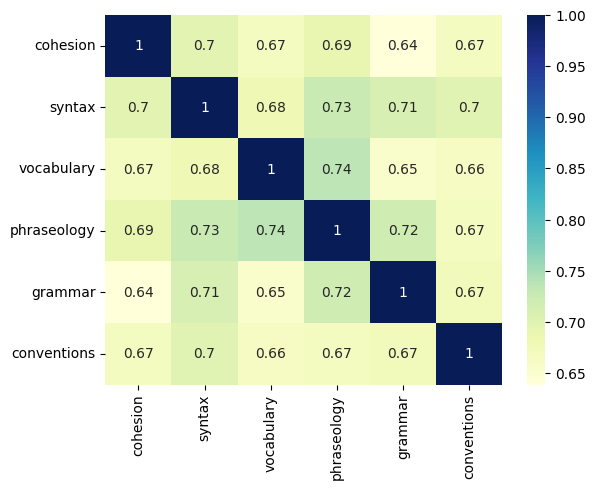 cohesion 1 0.7 0.67 0.69 0.64 0.67
syntax 0.7 1 0.68 0.73 0.71 0.7
vocabulary 0.67 0.68 1 0.74 0.65 0.66
phraseology 0.69 0.73 0.74 1 0.72 0.67
grammar 0.64 0.71 0.65 0.72 1 0.67
conventions 0.67 0.7 0.66 0.67 0.67 1
cohesion syntax vocabulary phraseology grammar conventions
1.00
0.95
0.90
0.85
0.80
0.75
0.70
0.65